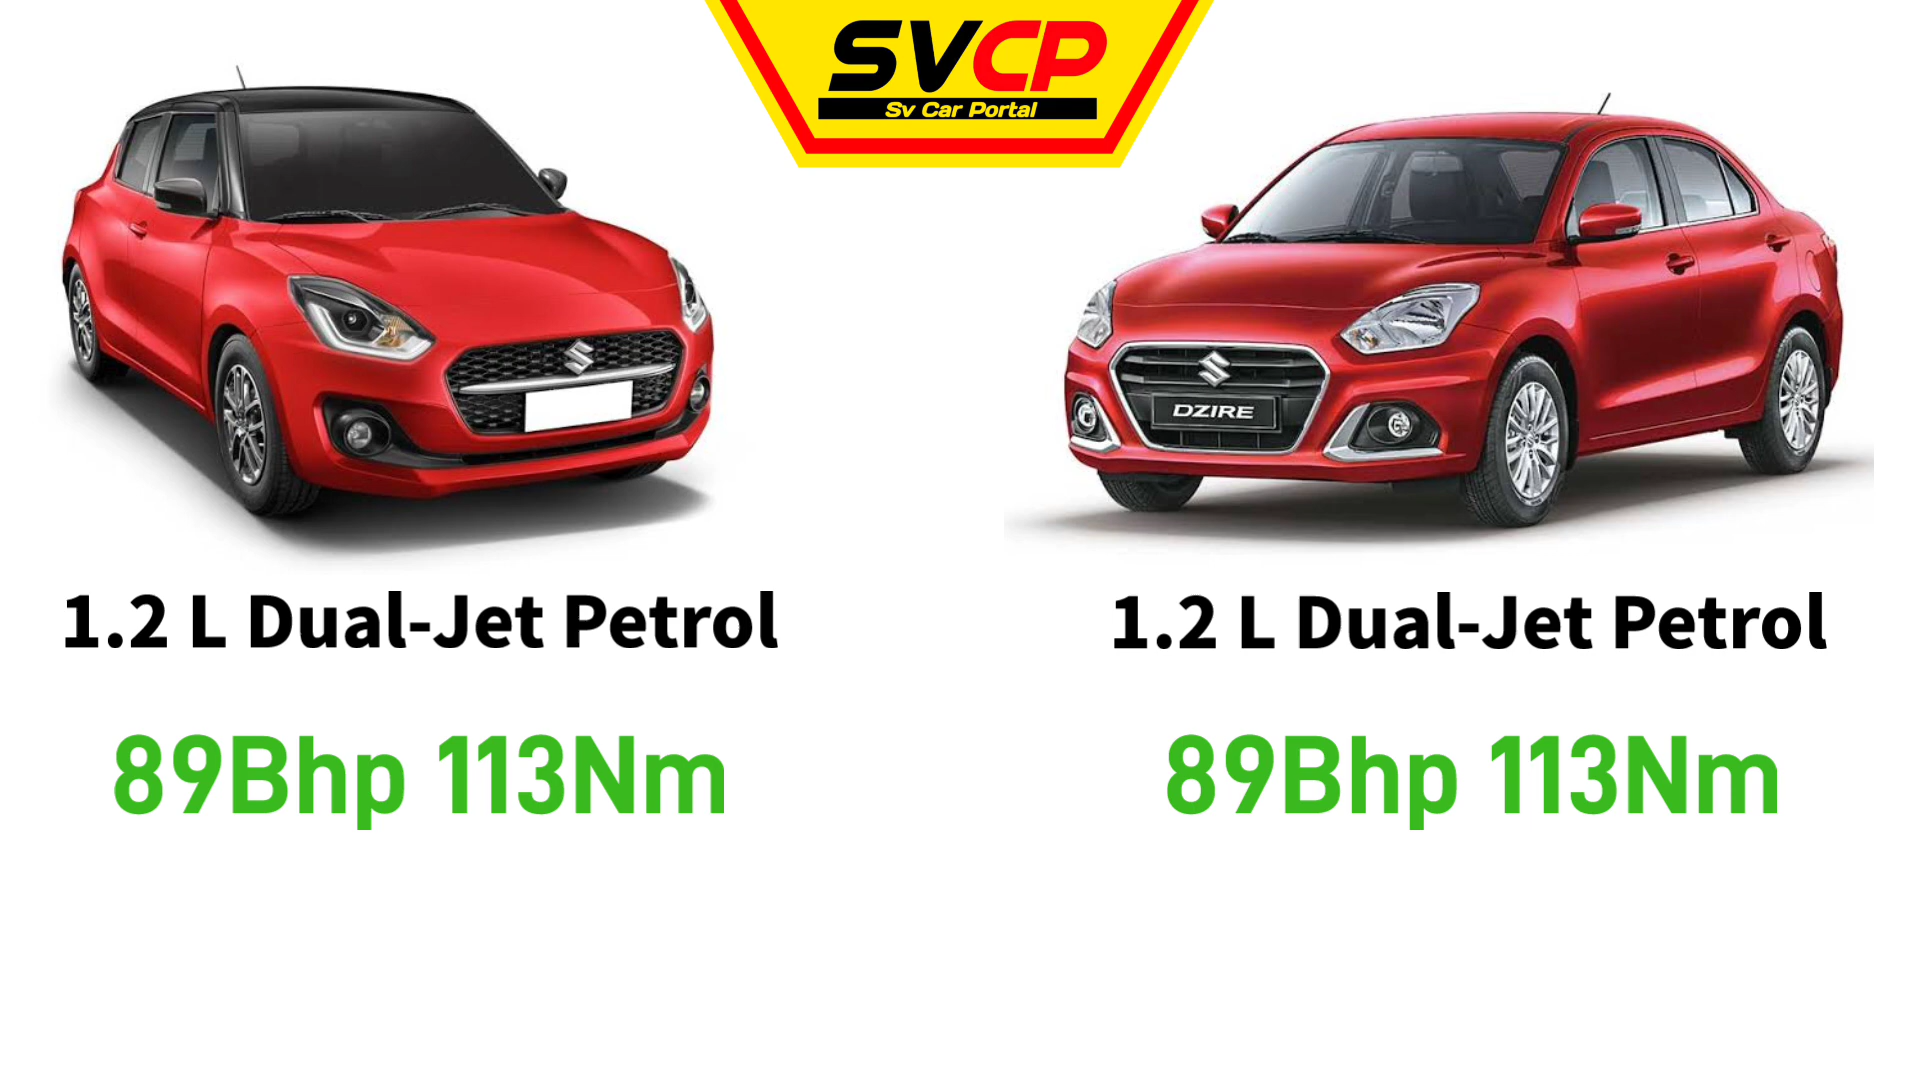 SVCP
Sv Car Portal
DZIRE
1.2 L Dual-Jet Petrol
1.2 L Dual-Jet Petrol
89Bhp 113Nm
89Bhp 113Nm